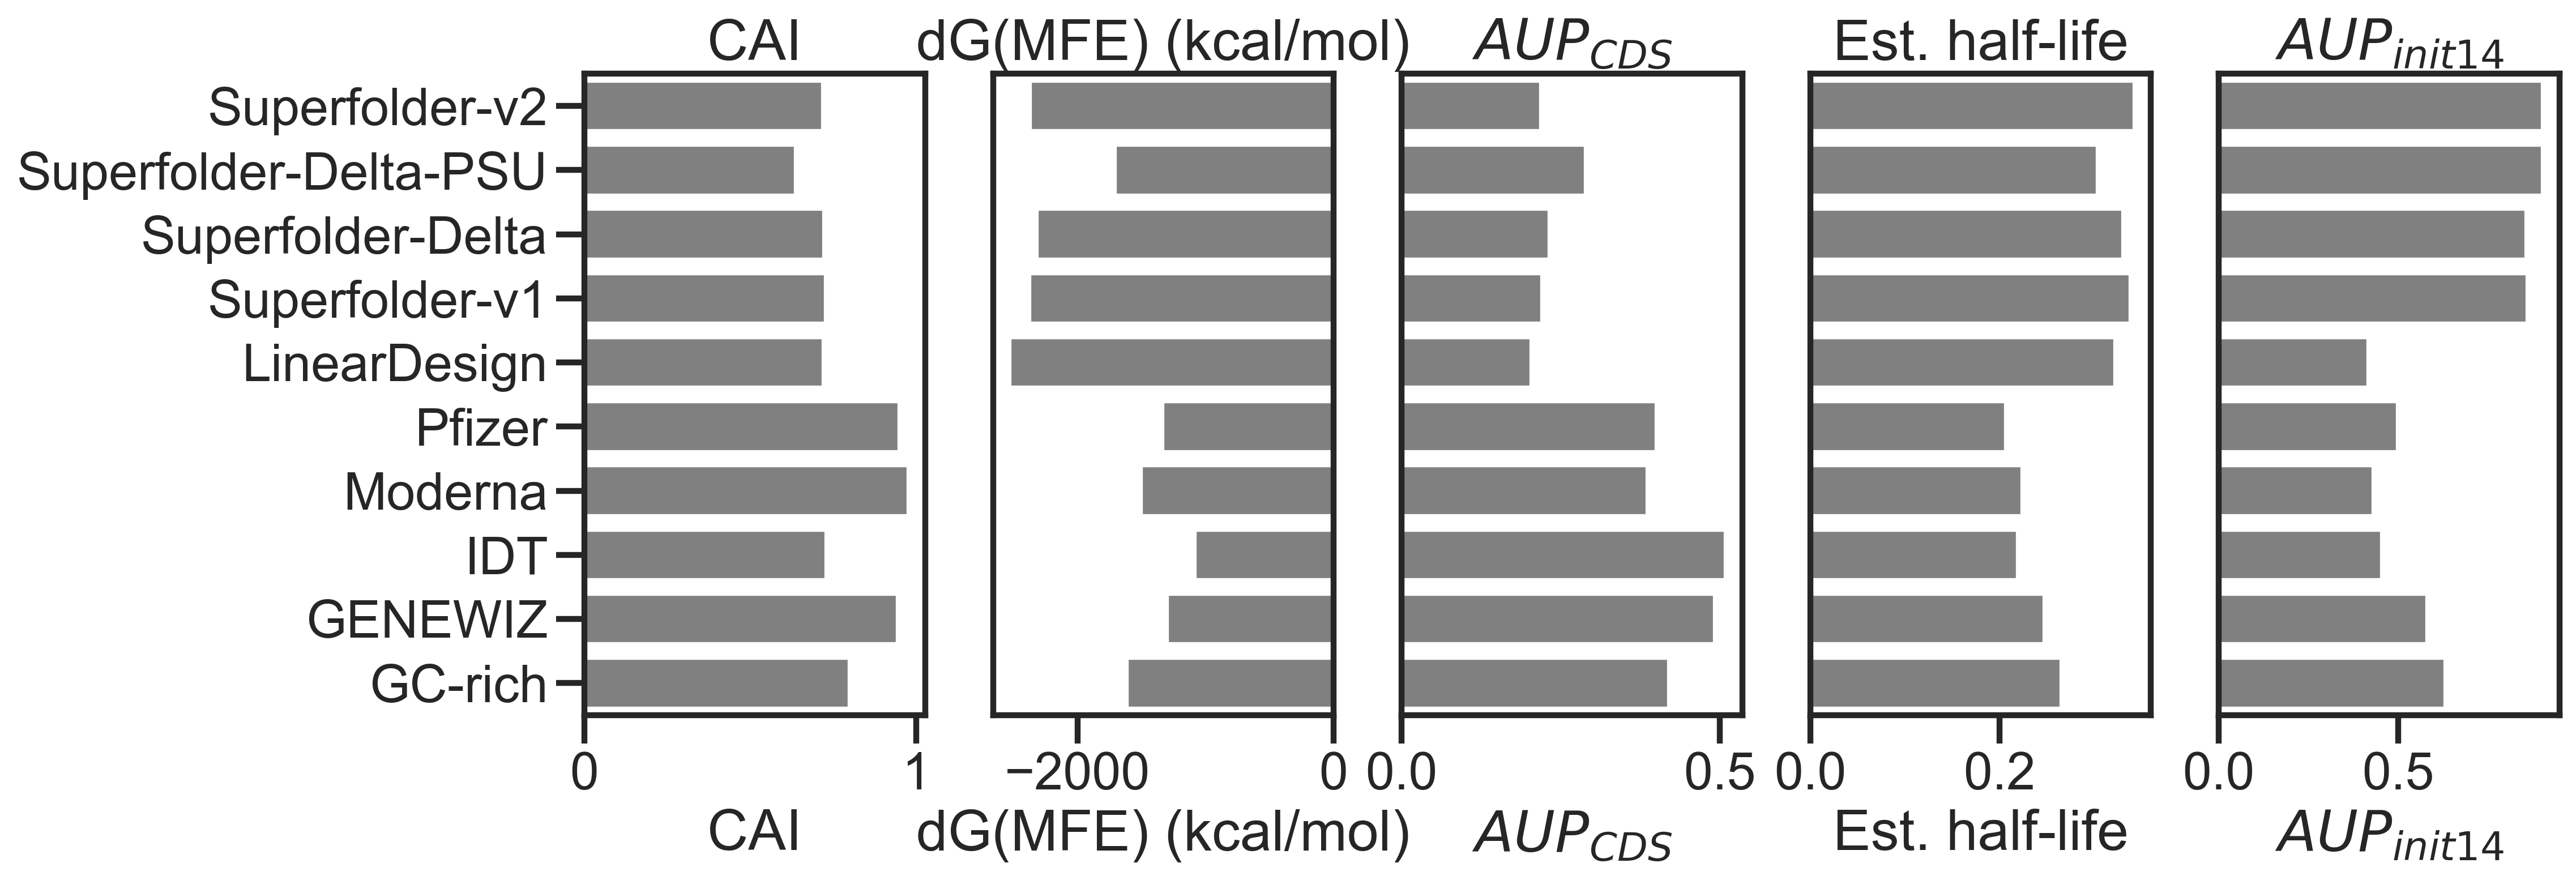 CAI dG(MFE) (kcal/mol) AUP_CDS Est. half-life AUP_init14
Superfolder-v2
Superfolder-Delta-PSU
Superfolder-Delta
Superfolder-v1
LinearDesign
Pfizer
Moderna
IDT
GENEWIZ
GC-rich
0 1 −2000 0 0.0 0.5 0.0 0.2 0.0 0.5
CAI dG(MFE) (kcal/mol) AUP_CDS Est. half-life AUP_init14